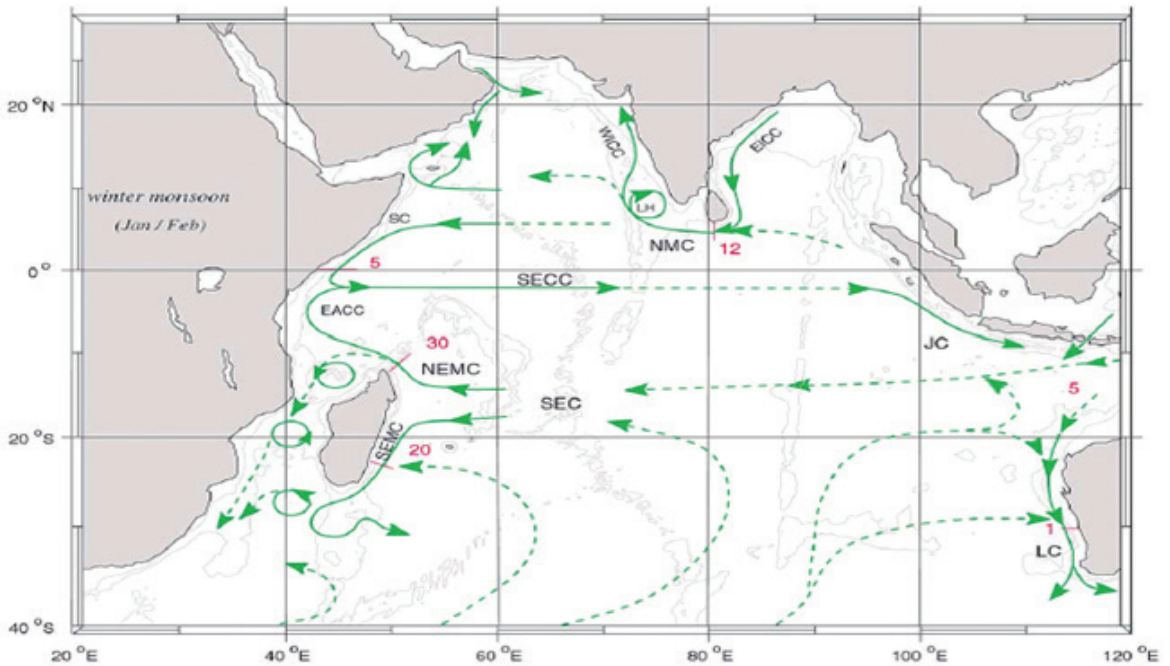 20 °N
WICC
EICC
winter monsoon
(Jan / Feb)
SC
LH
NMC
12
5
0°
SECC
EACC
30
JC
NEMC
SEC
5
20 °S
SEMC
20
1
LC
40 °S
20 °E
40 °E
60 °E
80 °E
100 °E
120 °E